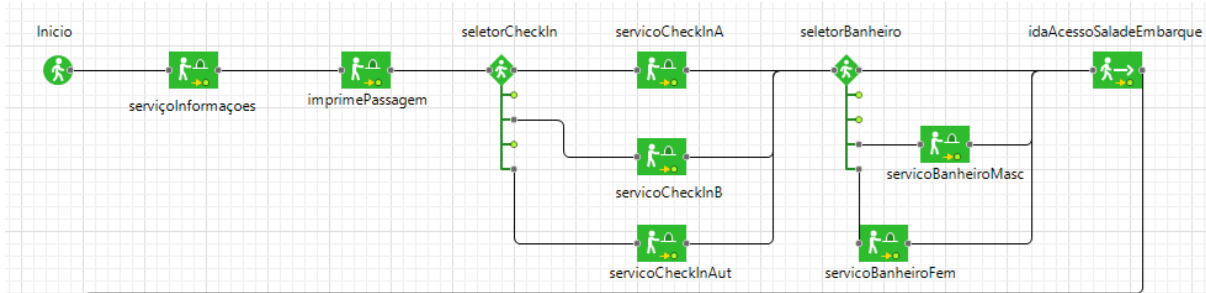 Inicio
seletorCheckIn
servicoCheckInA
seletorBanheiro
idaAcessoSaladeEmbarque
serviçoInformaçoes
imprimePassagem
servicoCheckInB
servicoBanheiroMasc
servicoCheckInAut
servicoBanheiroFem